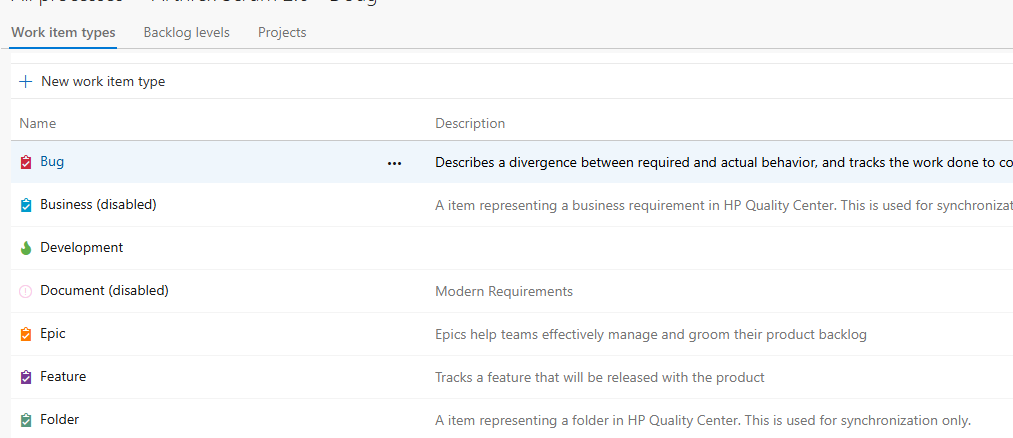 Work item types Backlog levels Projects
New work item type
Name Description
Bug ... Describes a divergence between required and actual behavior, and tracks the work done to co
Business (disabled) A item representing a business requirement in HP Quality Center. This is used for synchronizat
Development
Document (disabled) Modern Requirements
Epic Epics help teams effectively manage and groom their product backlog
Feature Tracks a feature that will be released with the product
Folder A item representing a folder in HP Quality Center. This is used for synchronization only.